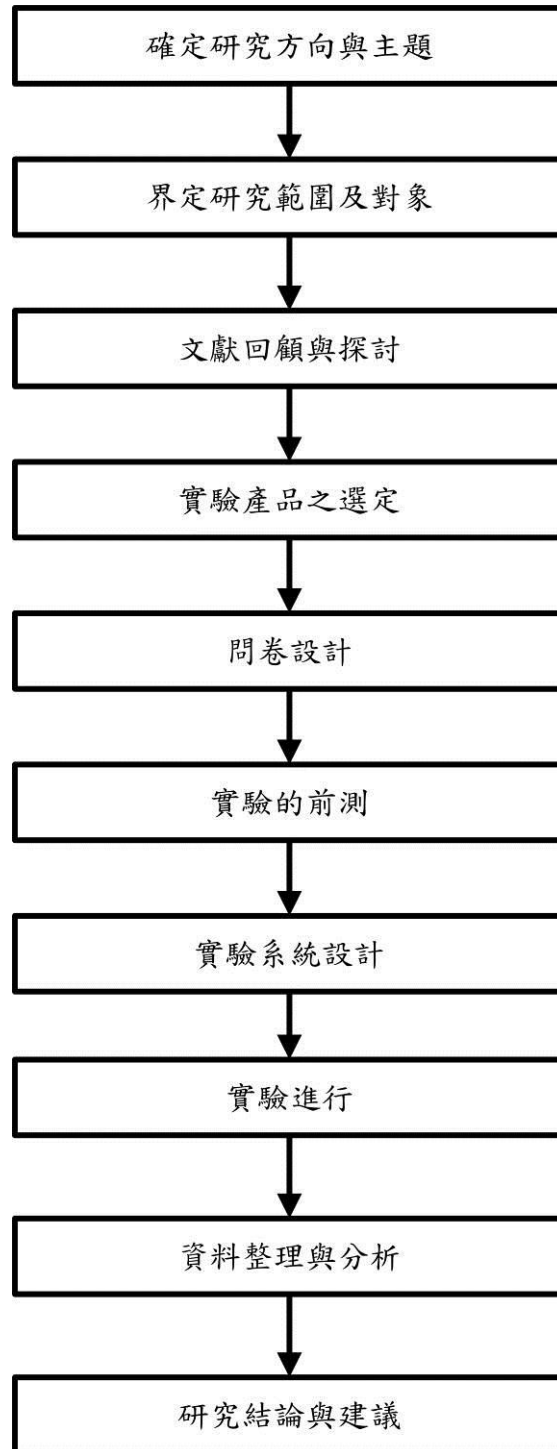 確定研究方向與主題
界定研究範圍及對象
文獻回顧與探討
實驗產品之選定
問卷設計
實驗的前測
實驗系統設計
實驗進行
資料整理與分析
研究結論與建議